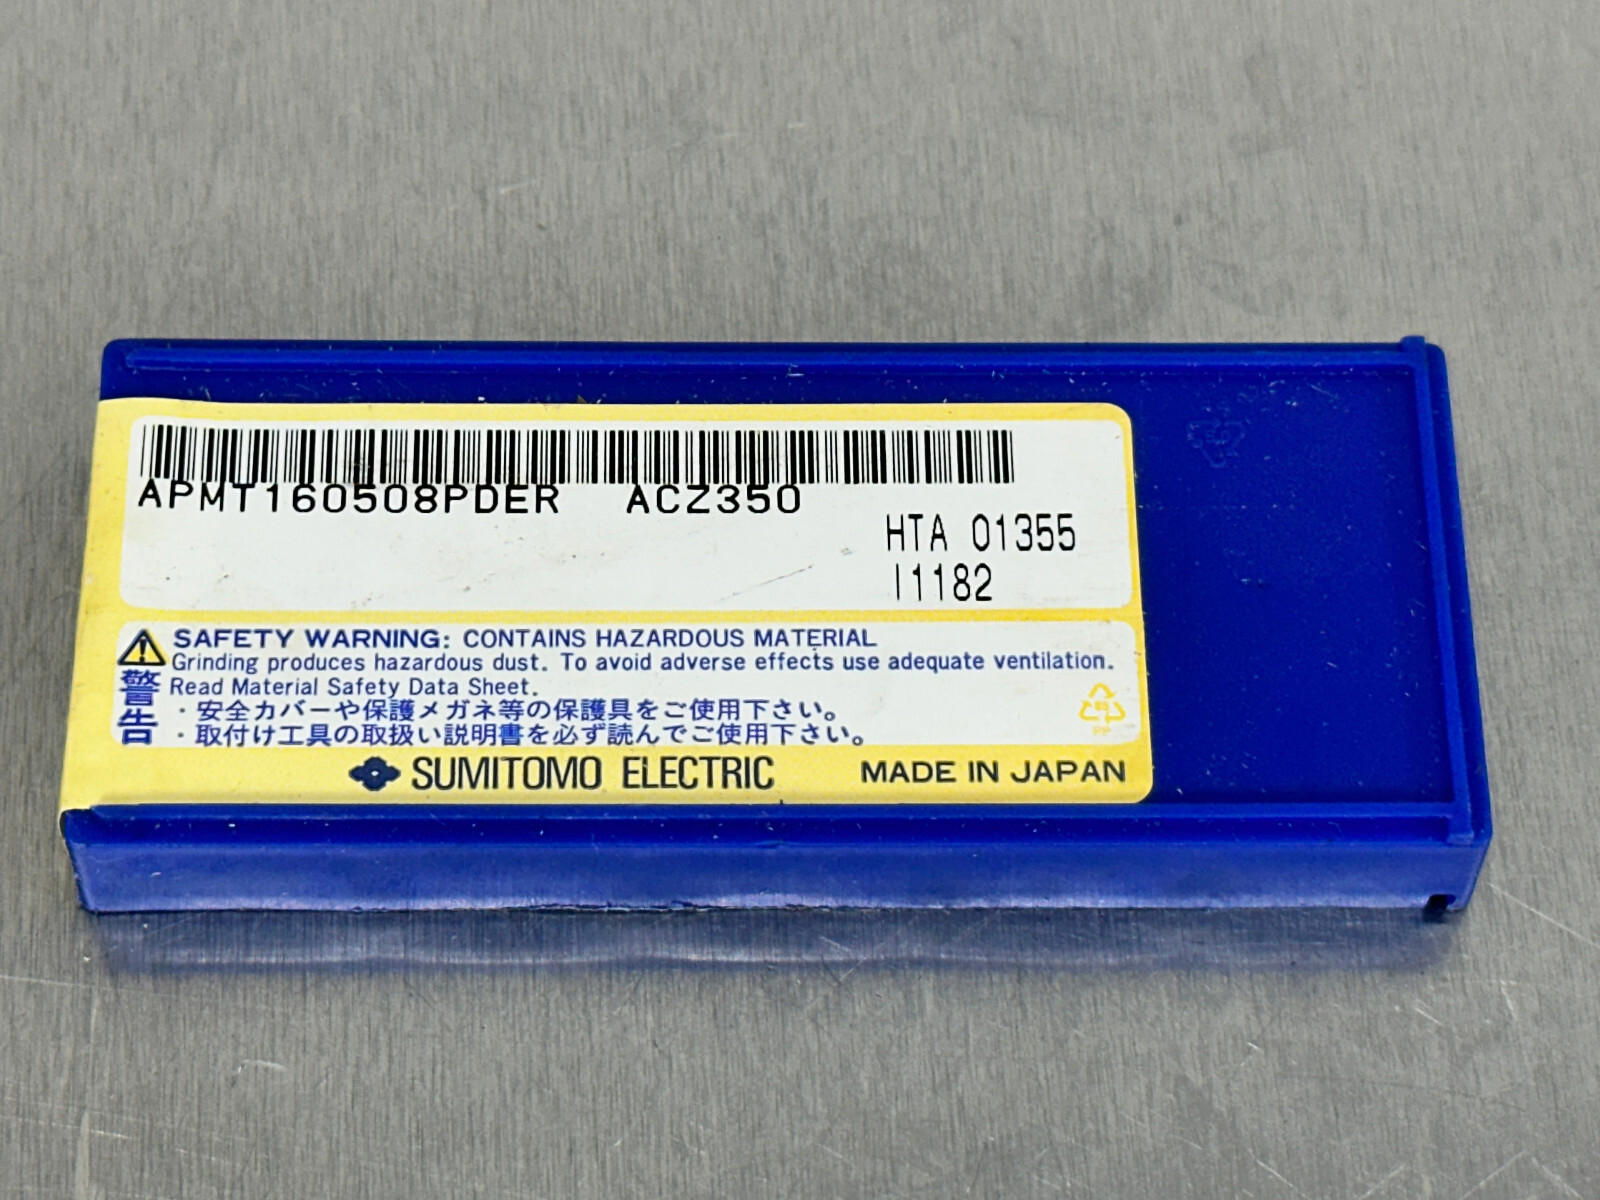 APMT160508PDER ACZ350
HTA 01355
I1182
SAFETY WARNING: CONTAINS HAZARDOUS MATERIAL
Grinding produces hazardous dust. To avoid adverse effects use adequate ventilation.
Read Material Safety Data Sheet.
警告
・安全カバーや保護メガネ等の保護具をご使用下さい。
・取付け工具の取扱い説明書を必ず読んでご使用下さい。
PP
SUMITOMO ELECTRIC
MADE IN JAPAN